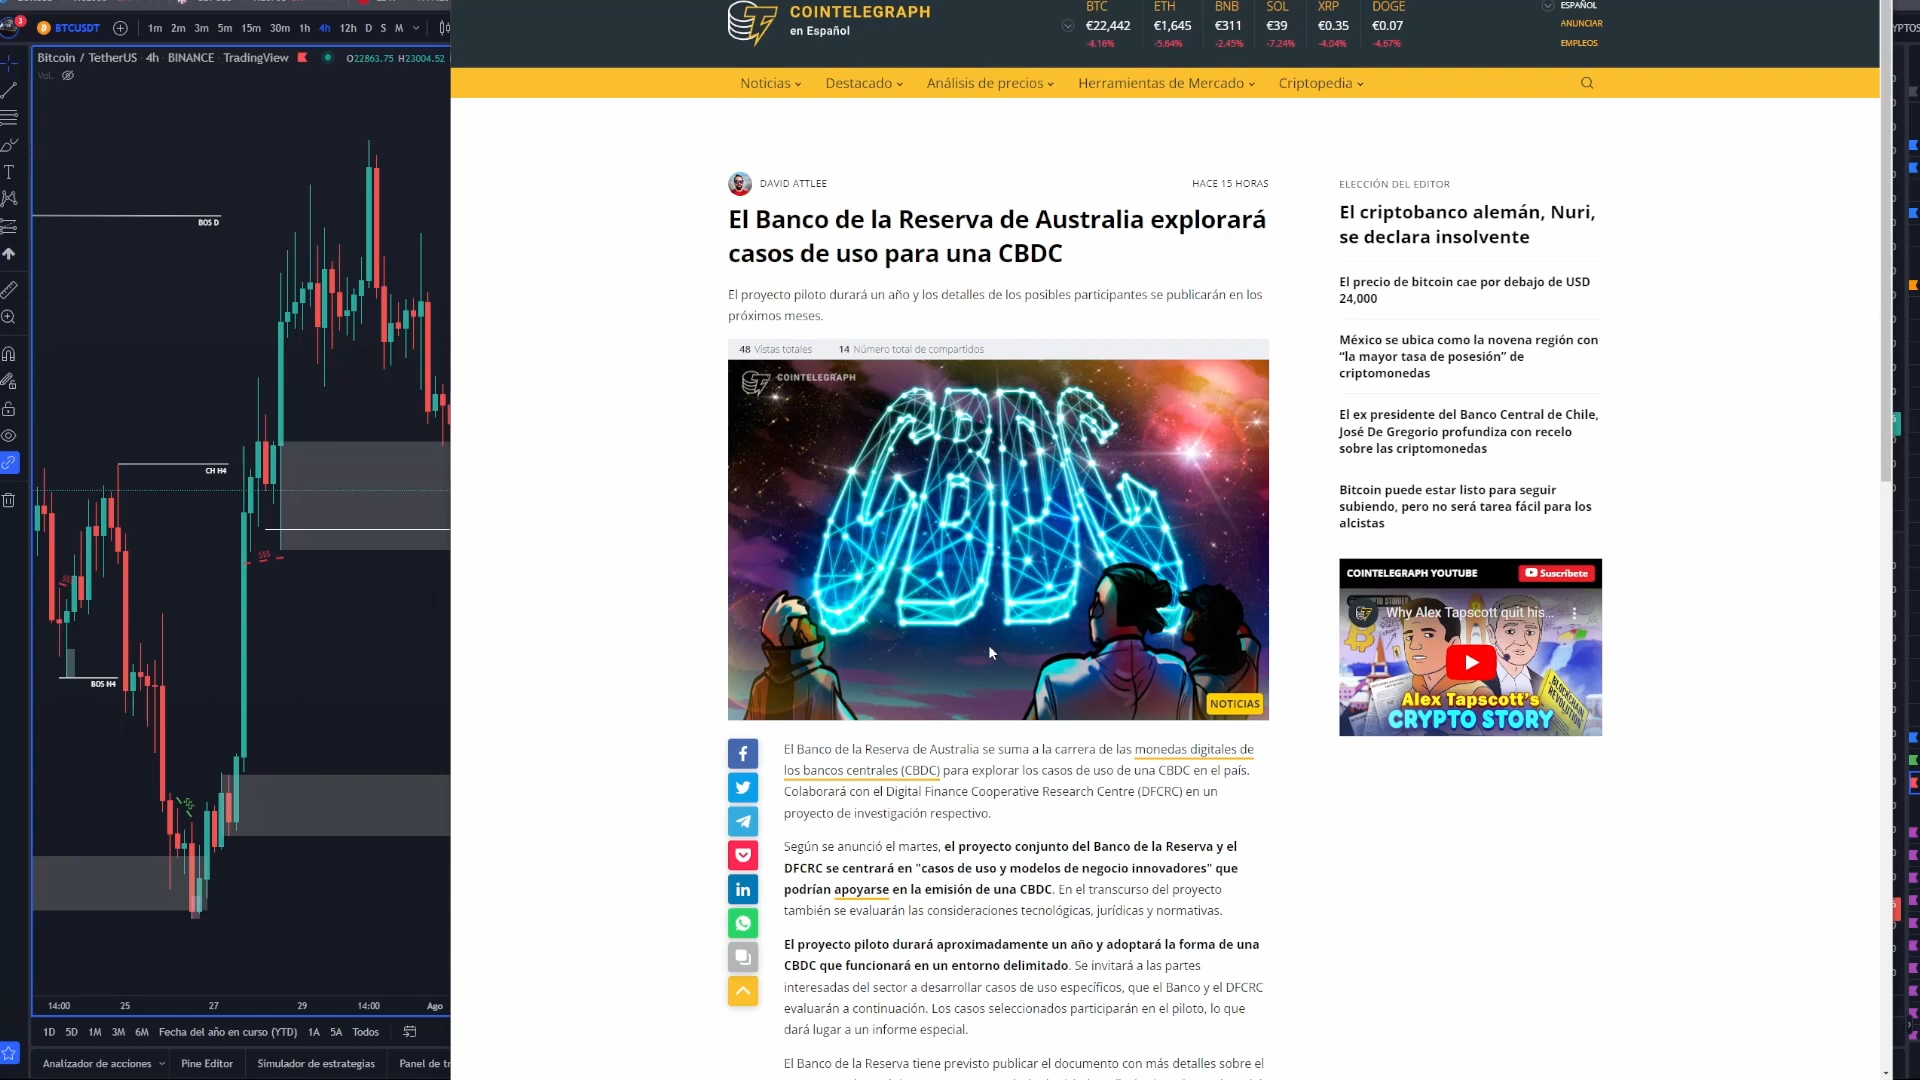 3
BTCUSDT
1m 2m 3m 5m 15m 30m 1h 4h 12h D S M
Bitcoin / TetherUS · 4h · BINANCE · TradingView
O22863.75 H23004.52
Vol.
BOS D
CH H4
SSS
SSS
BOS H4
SSS
14:00 25 27 29 14:00 Ago
1D 5D 1M 3M 6M Fecha del año en curso (YTD) 1A 5A Todos
Analizador de acciones Pine Editor Simulador de estrategias Panel de tr
COINTELEGRAPH
en Español
BTC ETH BNB SOL XRP DOGE
€22,442 €1,645 €311 €39 €0.35 €0.07
-4.16% -5.64% -2.45% -7.24% -4.04% -4.67%
ESPAÑOL
ANUNCIAR
EMPLEOS
Noticias Destacado Análisis de precios Herramientas de Mercado Criptopedia
DAVID ATTLEE
HACE 15 HORAS
El Banco de la Reserva de Australia explorará
casos de uso para una CBDC
El proyecto piloto durará un año y los detalles de los posibles participantes se publicarán en los
próximos meses.
48 Vistas totales 14 Número total de compartidos
COINTELEGRAPH
CBDC
CBDC
NOTICIAS
El Banco de la Reserva de Australia se suma a la carrera de las monedas digitales de
los bancos centrales (CBDC) para explorar los casos de uso de una CBDC en el país.
Colaborará con el Digital Finance Cooperative Research Centre (DFCRC) en un
proyecto de investigación respectivo.
Según se anunció el martes, el proyecto conjunto del Banco de la Reserva y el
DFCRC se centrará en "casos de uso y modelos de negocio innovadores" que
podrían apoyarse en la emisión de una CBDC. En el transcurso del proyecto
también se evaluarán las consideraciones tecnológicas, jurídicas y normativas.
El proyecto piloto durará aproximadamente un año y adoptará la forma de una
CBDC que funcionará en un entorno delimitado. Se invitará a las partes
interesadas del sector a desarrollar casos de uso específicos, que el Banco y el DFCRC
evaluarán a continuación. Los casos seleccionados participarán en el piloto, lo que
dará lugar a un informe especial.
El Banco de la Reserva tiene previsto publicar el documento con más detalles sobre el
ELECCIÓN DEL EDITOR
El criptobanco alemán, Nuri,
se declara insolvente
El precio de bitcoin cae por debajo de USD
24,000
México se ubica como la novena región con
“la mayor tasa de posesión” de
criptomonedas
El ex presidente del Banco Central de Chile,
José De Gregorio profundiza con recelo
sobre las criptomonedas
Bitcoin puede estar listo para seguir
subiendo, pero no será tarea fácil para los
alcistas
COINTELEGRAPH YOUTUBE
Suscríbete
Why Alex Tapscott quit his...
BLOCKCHAIN
REVOLUTION
Alex Tapscott's
CRYPTO STORY